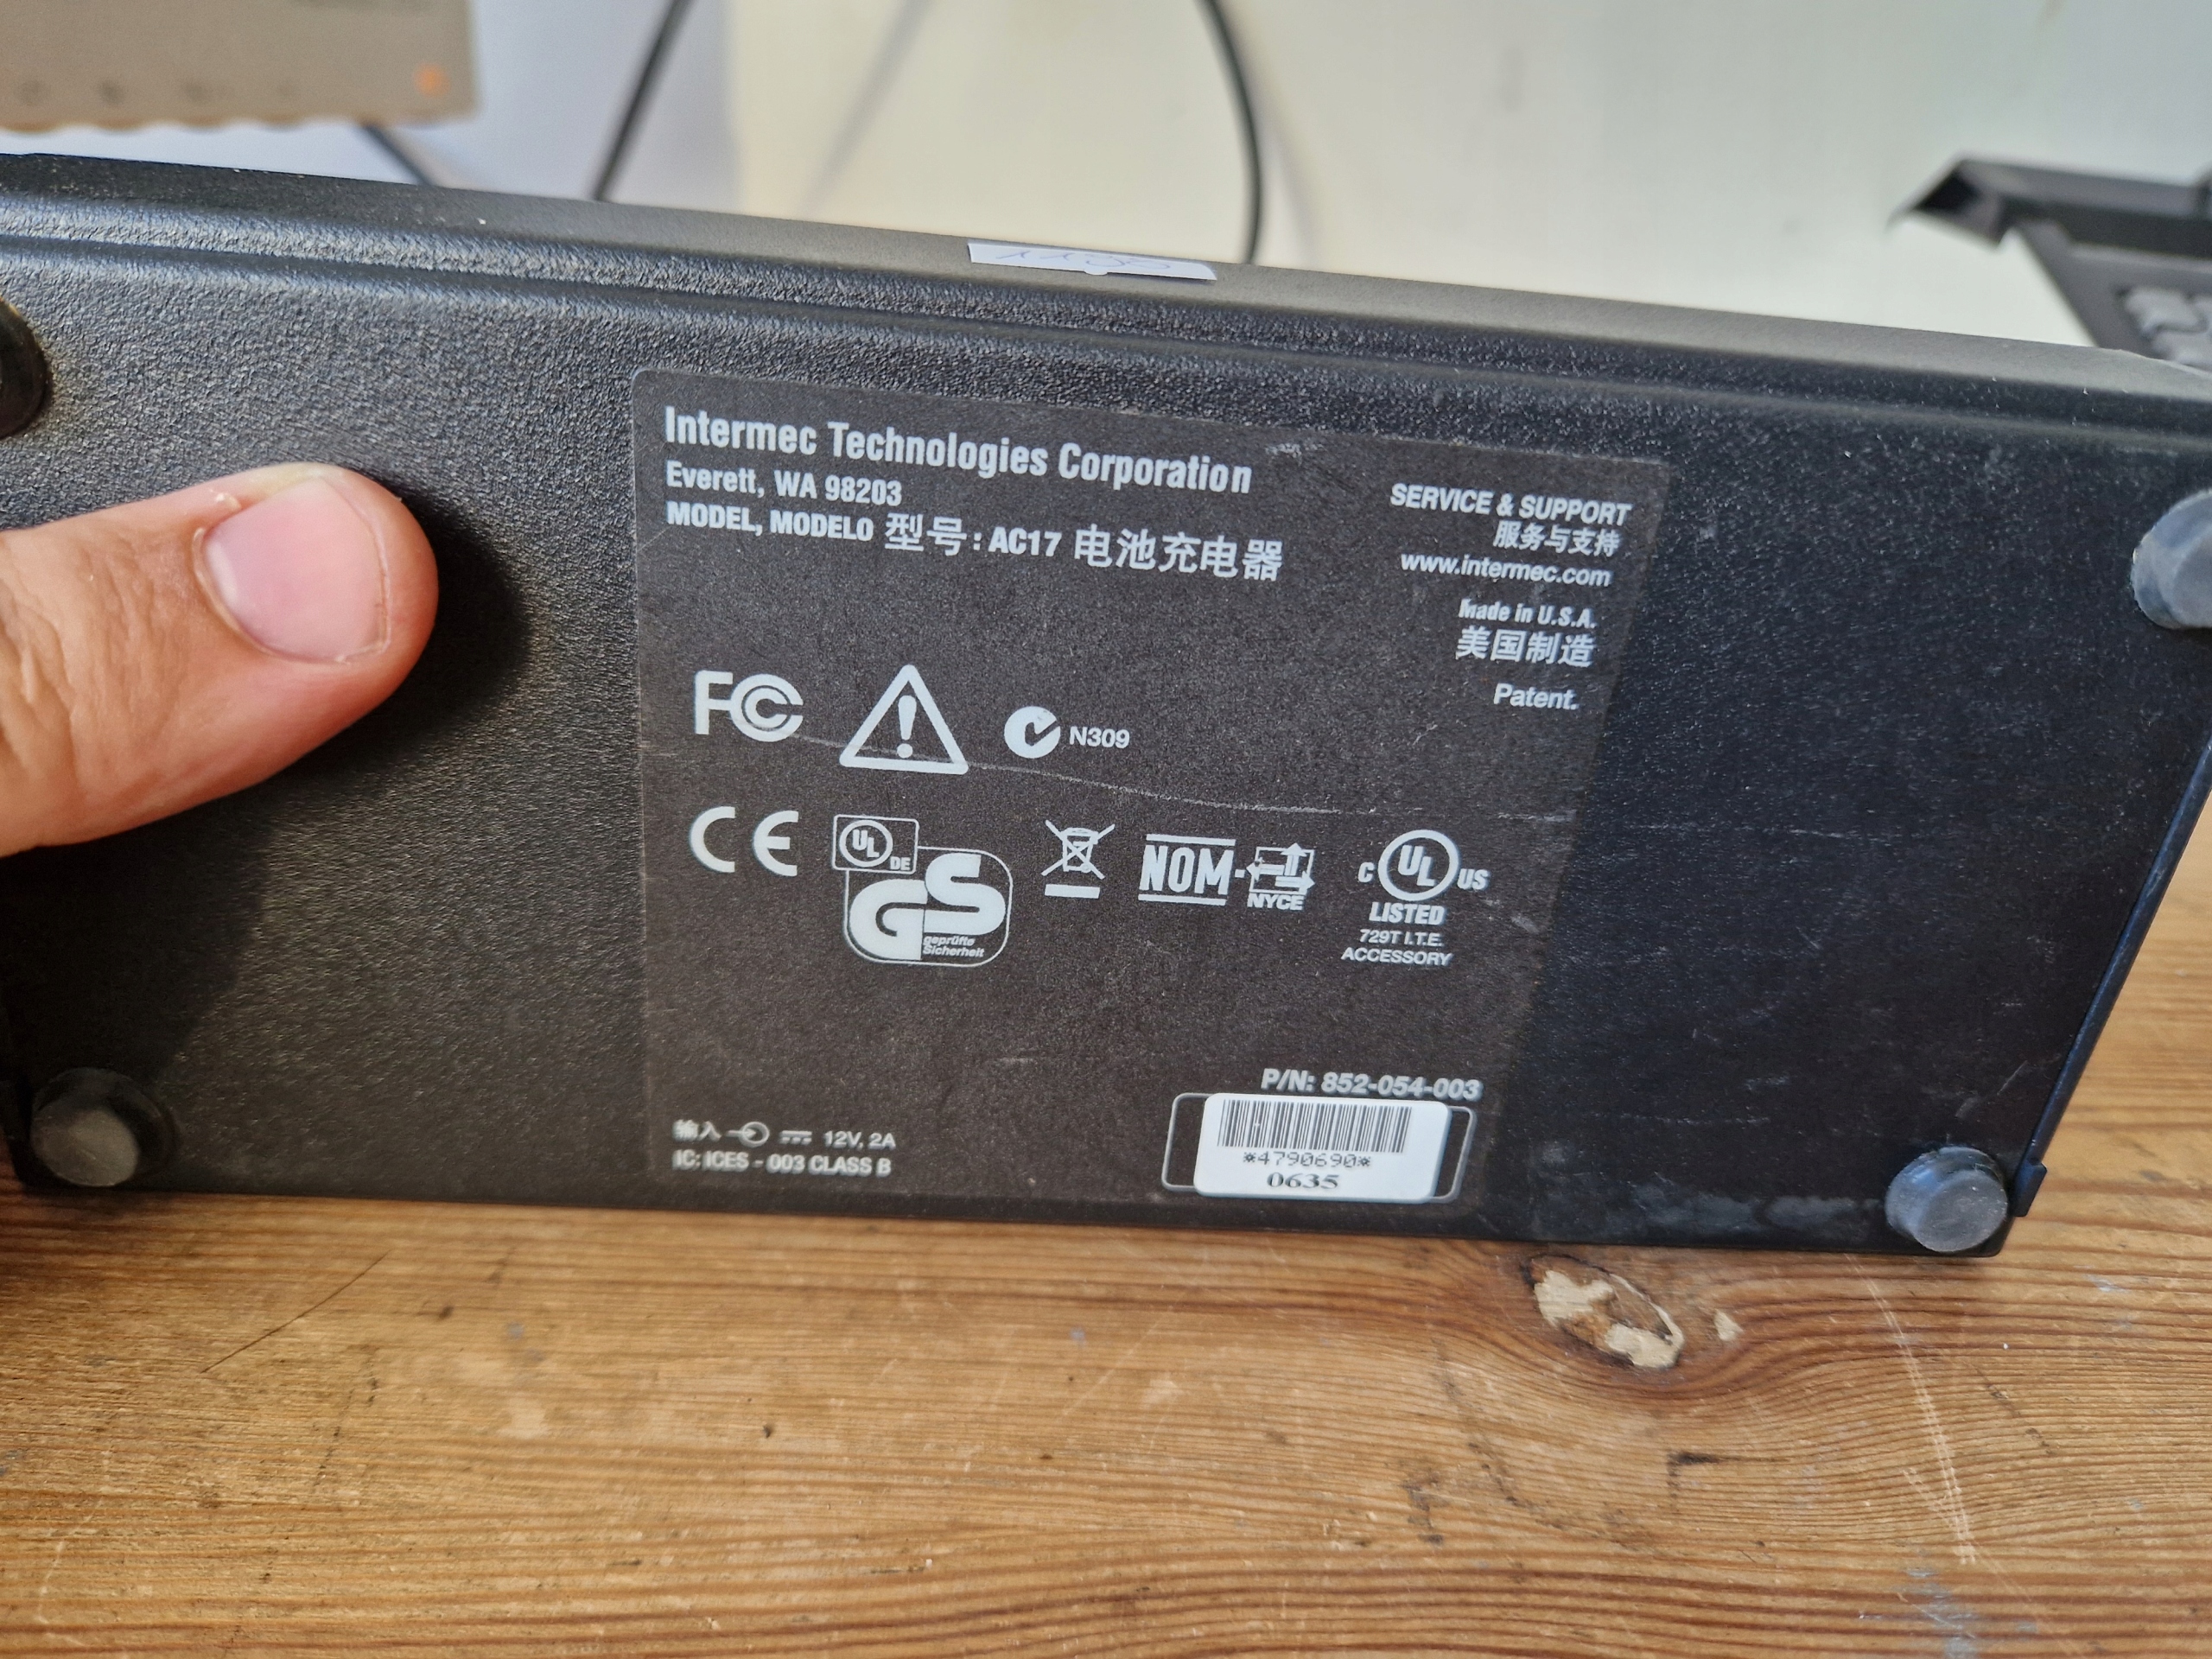 Intermec Technologies Corporation
Everett, WA 98203
MODEL, MODELO 型号: AC17 电池充电器
SERVICE & SUPPORT
服务与支持
www.intermec.com
Made in U.S.A.
美国制造
Patent.
FC
N309
CE
UL DE
GS
geprüfte
Sicherheit
NOM-
NYCE
C UL US
LISTED
729T I.T.E.
ACCESSORY
P/N: 852-054-003
*4790690*
0635
输入 12V, 2A
IC: ICES - 003 CLASS B